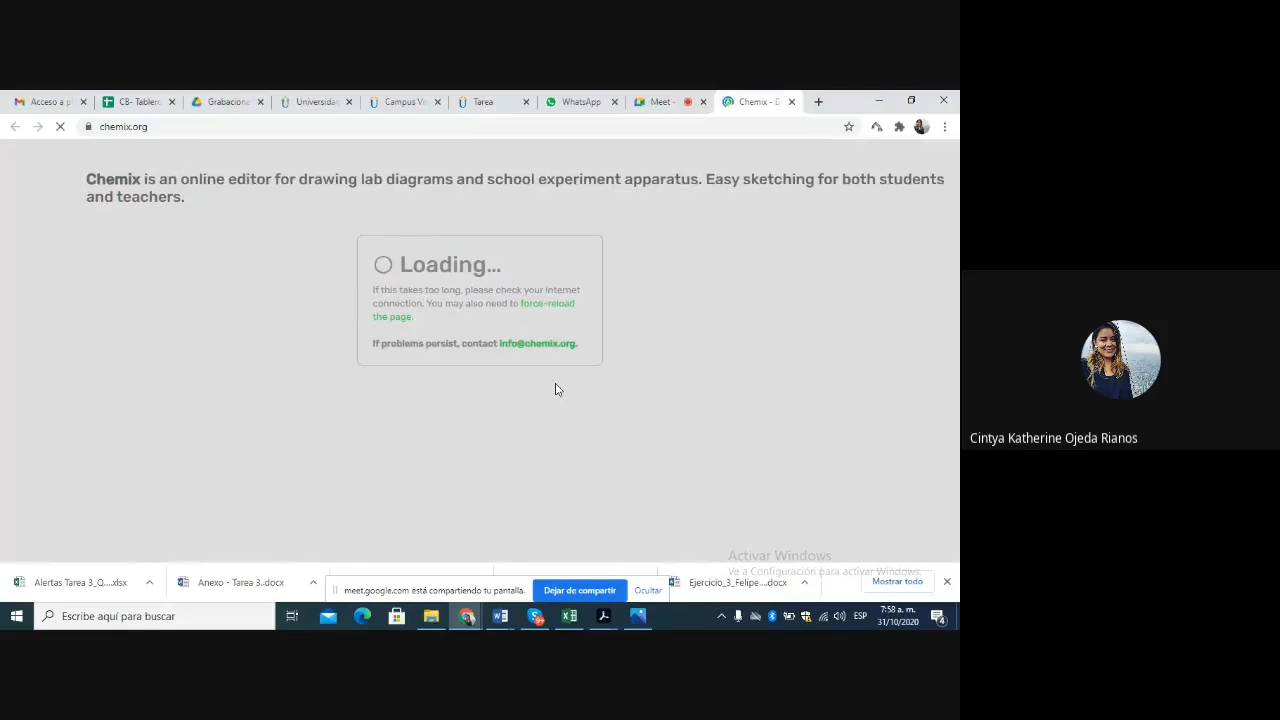 Acceso a p
CB- Tablero
Grabacione
Universidad
Campus Vi
Tarea
WhatsApp
Meet -
Chemix - D
chemix.org
Chemix is an online editor for drawing lab diagrams and school experiment apparatus. Easy sketching for both students
and teachers.
Loading...
If this takes too long, please check your internet
connection. You may also need to force-reload
the page.
If problems persist, contact info@chemix.org.
Cintya Katherine Ojeda Rianos
Activar Windows
Ve a Configuración para activar Windows.
Alertas Tarea 3_Q....xlsx
Anexo - Tarea 3..docx
meet.google.com está compartiendo tu pantalla.
Dejar de compartir
Ocultar
Ejercicio_3_Felipe....docx
Mostrar todo
Escribe aquí para buscar
ESP
7:58 a. m.
31/10/2020
4